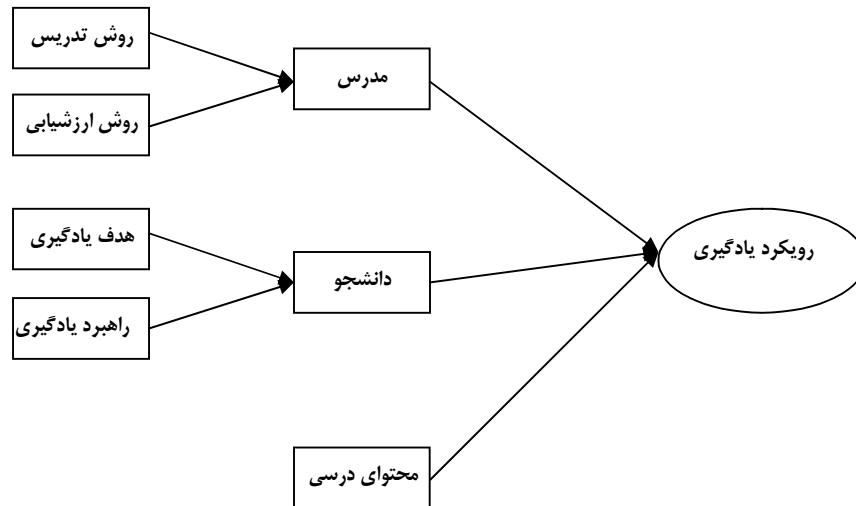 روش تدریس
مدرس
روش ارزشیابی
هدف یادگیری
رویکرد یادگیری
دانشجو
راهبرد یادگیری
محتوای درسی